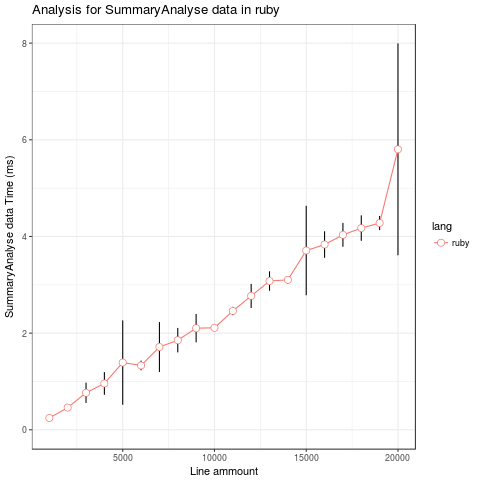 Analysis for SummaryAnalyse data in ruby
SummaryAnalyse data Time (ms)
8
6
4
2
0
5000
10000
15000
20000
Line ammount
lang
ruby